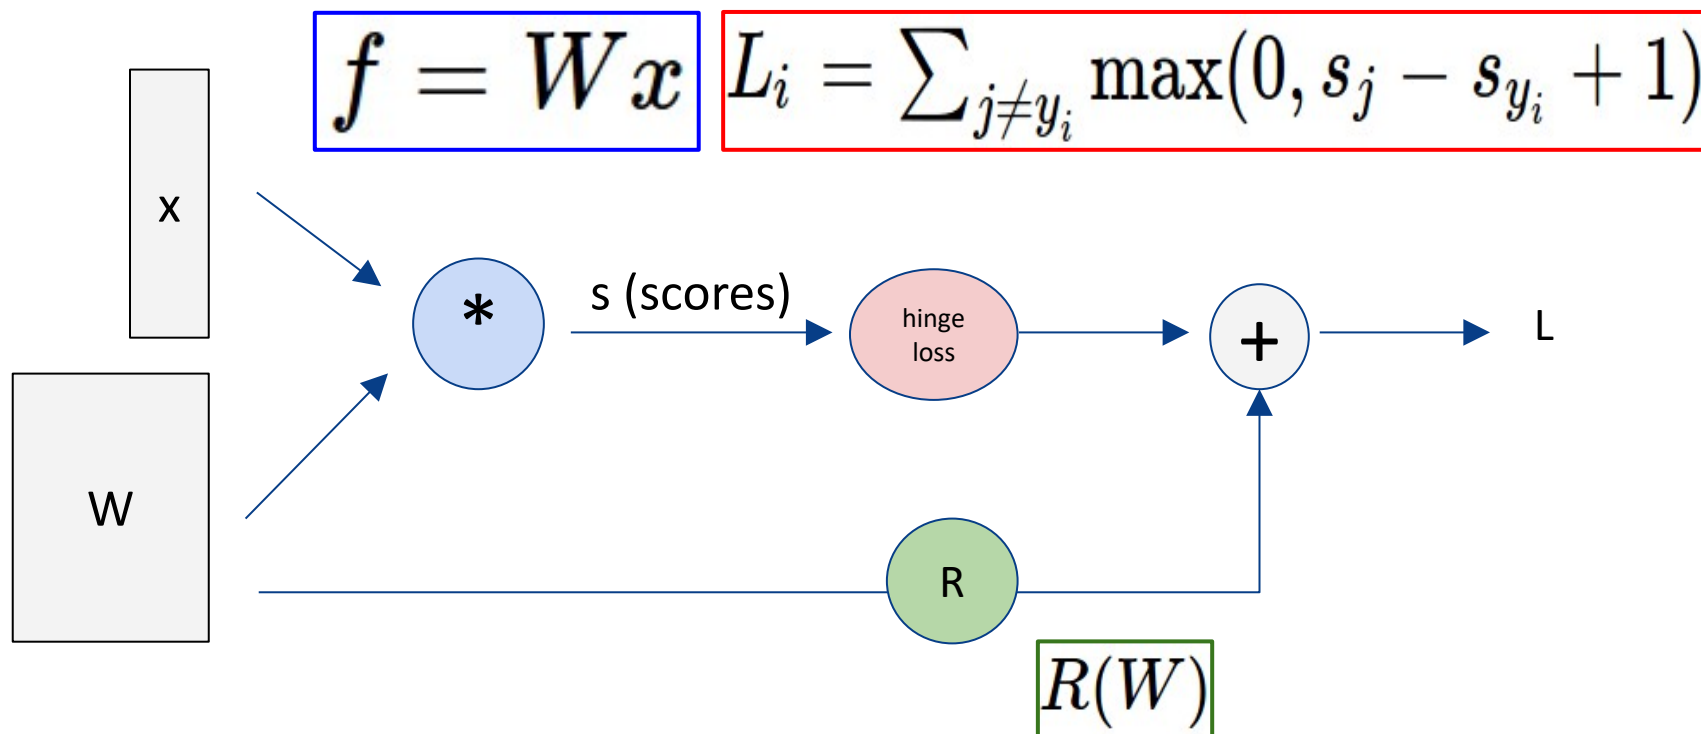 f = Wx
L_i = ∑_{j≠y_i} max(0, s_j − s_{y_i} + 1)
x
*
s (scores)
hinge
loss
+
L
W
R
R(W)